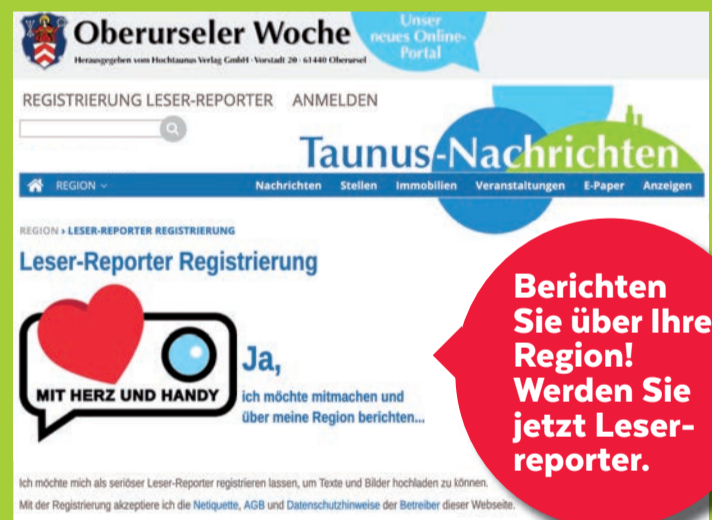 Oberurseler Woche
Herausgegeben vom Hochtaunus Verlag GmbH · Vorstadt 20 · 61440 Oberursel
Unser
neues Online-
Portal
REGISTRIERUNG LESER-REPORTER ANMELDEN
Taunus-Nachrichten
REGION
Nachrichten Stellen Immobilien Veranstaltungen E-Paper Anzeigen
REGION › LESER-REPORTER REGISTRIERUNG
Leser-Reporter Registrierung
MIT HERZ UND HANDY
Ja,
ich möchte mitmachen und
über meine Region berichten...
Berichten
Sie über Ihre
Region!
Werden Sie
jetzt Leser-
reporter.
Ich möchte mich als seriöser Leser-Reporter registrieren lassen, um Texte und Bilder hochladen zu können.
Mit der Registrierung akzeptiere ich die Netiquette, AGB und Datenschutzhinweise der Betreiber dieser Webseite.